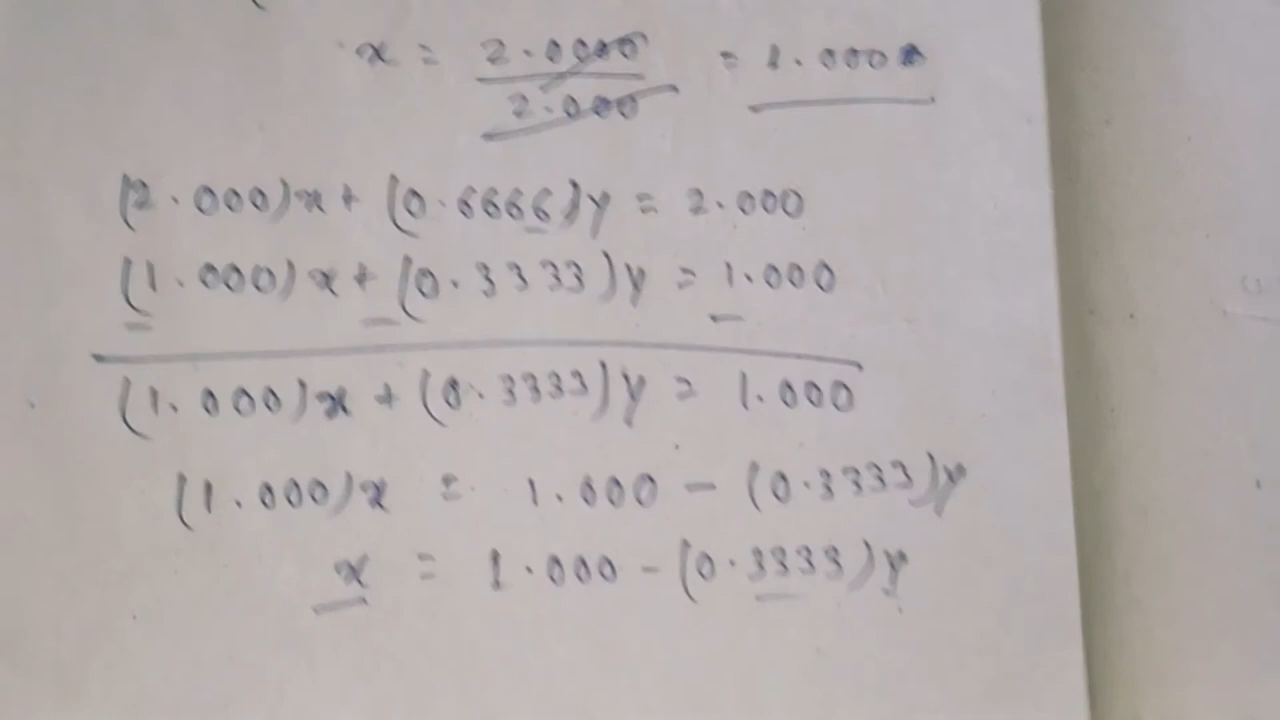 x = 2.0000 / 2.000 = 1.000
(2.000)x + (0.6666)y = 2.000
(1.000)x + (0.3333)y = 1.000
(1.000)x + (0.3333)y = 1.000
(1.000)x = 1.000 - (0.3333)y
x = 1.000 - (0.3333)y